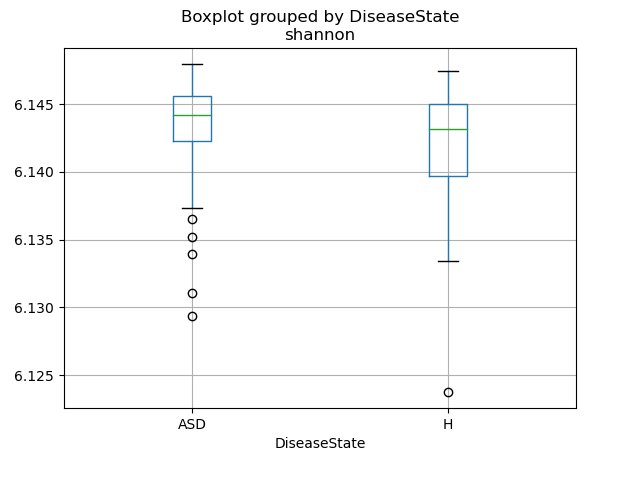 Boxplot grouped by DiseaseState
shannon
6.145
6.140
6.135
6.130
6.125
ASD
H
DiseaseState